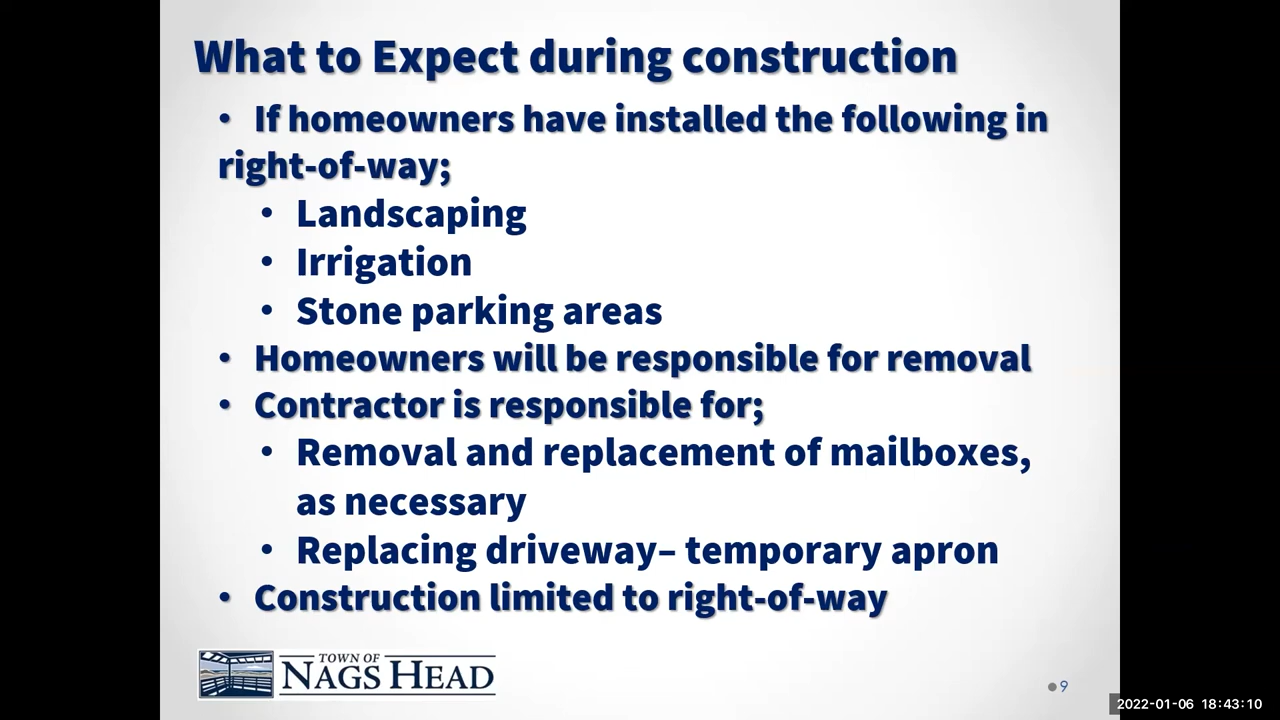 What to Expect during construction
• If homeowners have installed the following in
right-of-way;
• Landscaping
• Irrigation
• Stone parking areas
• Homeowners will be responsible for removal
• Contractor is responsible for;
• Removal and replacement of mailboxes,
as necessary
• Replacing driveway– temporary apron
• Construction limited to right-of-way
TOWN OF
NAGS HEAD
•9
2022-01-06 18:43:10